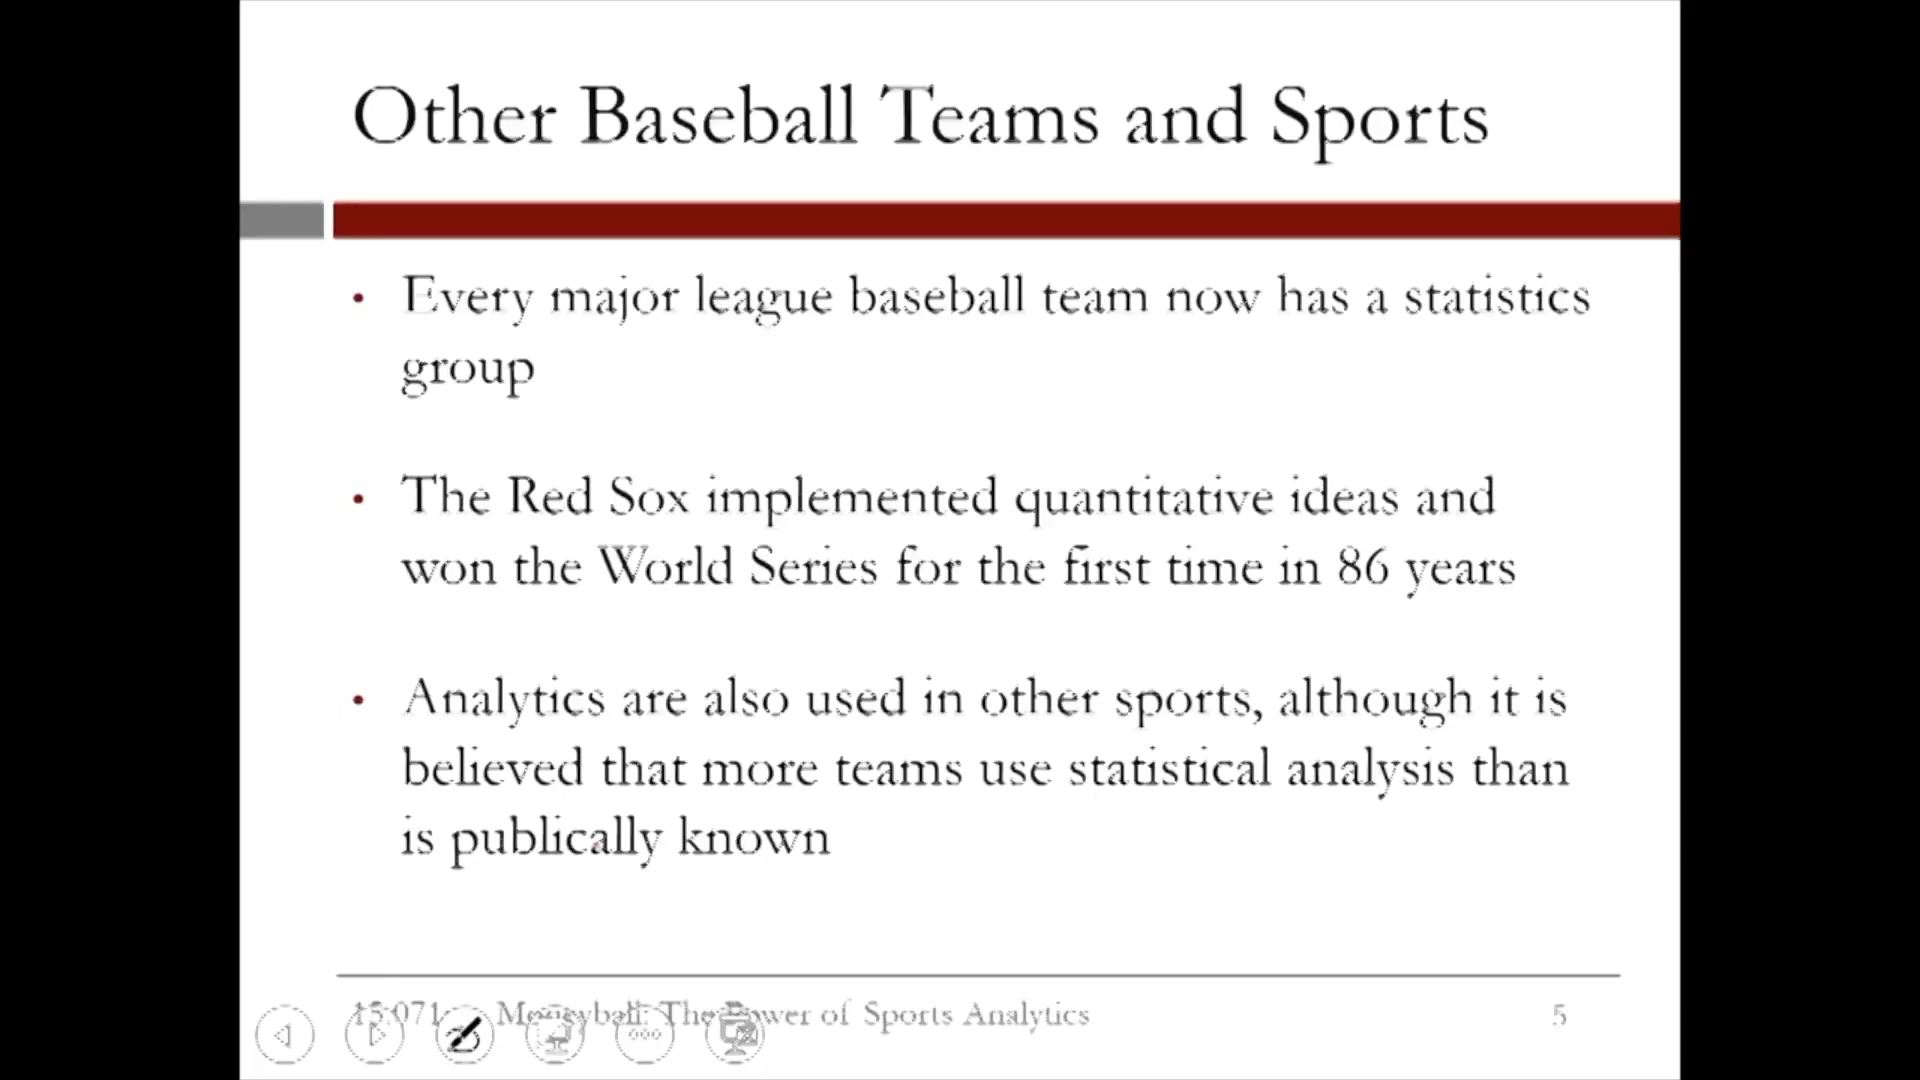 Other Baseball Teams and Sports
• Every major league baseball team now has a statistics
group
• The Red Sox implemented quantitative ideas and
won the World Series for the first time in 86 years
• Analytics are also used in other sports, although it is
believed that more teams use statistical analysis than
is publically known
15.071 Moneyball: The Power of Sports Analytics 5